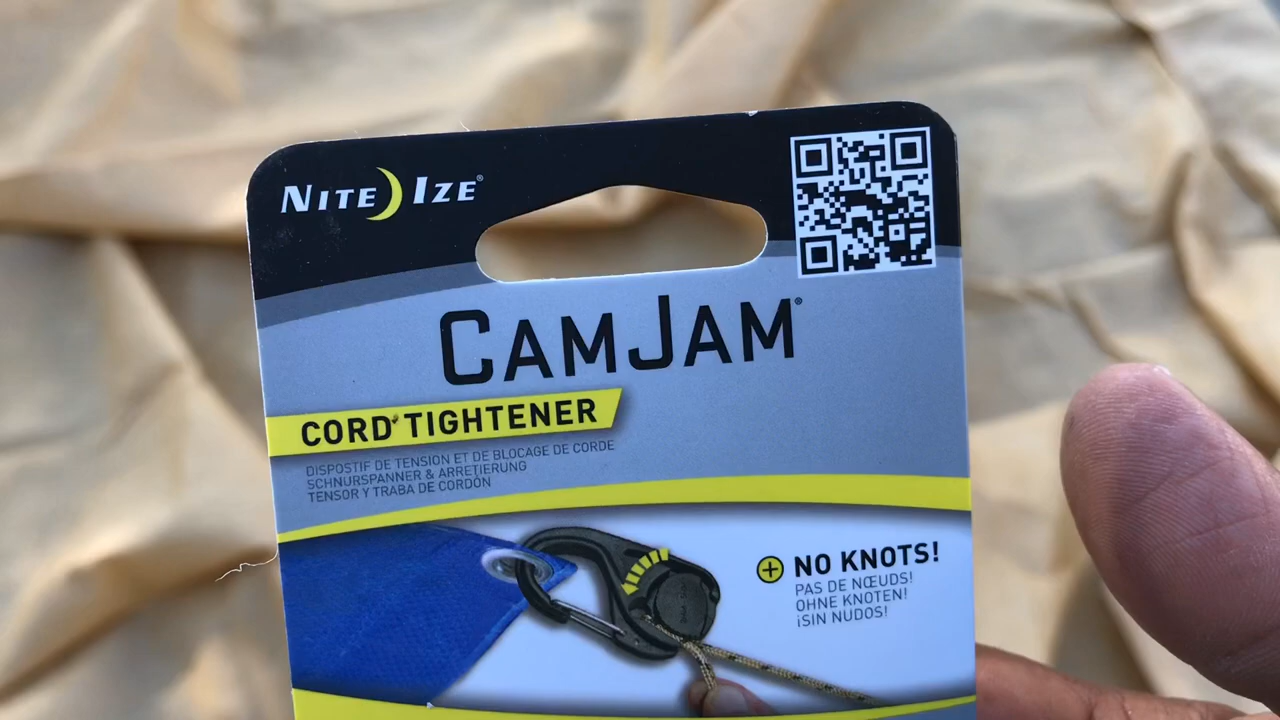 NITE IZE®
CAMJAM®
CORD TIGHTENER
DISPOSTIF DE TENSION ET DE BLOCAGE DE CORDE
SCHNURSPANNER & ARRETIERUNG
TENSOR Y TRABA DE CORDÓN
NO KNOTS!
PAS DE NŒUDS!
OHNE KNOTEN!
¡SIN NUDOS!